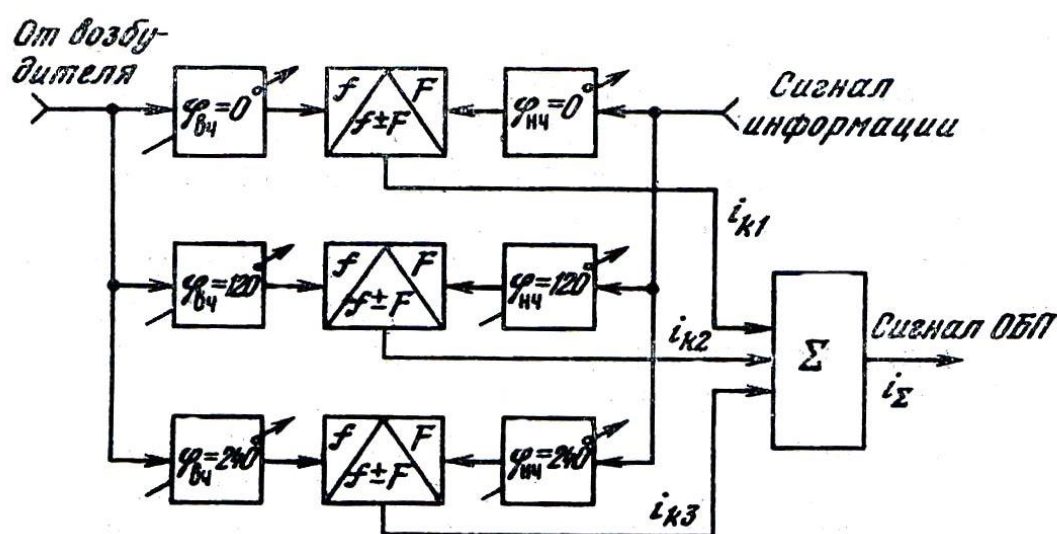 От возбу-
дителя
φвч=0°
f F
f±F
φнч=0°
Сигнал
информации
iк1
φвч=120°
f F
f±F
φнч=120°
iк2
Σ
Сигнал ОБП
iΣ
φвч=240°
f F
f±F
φнч=240°
iк3